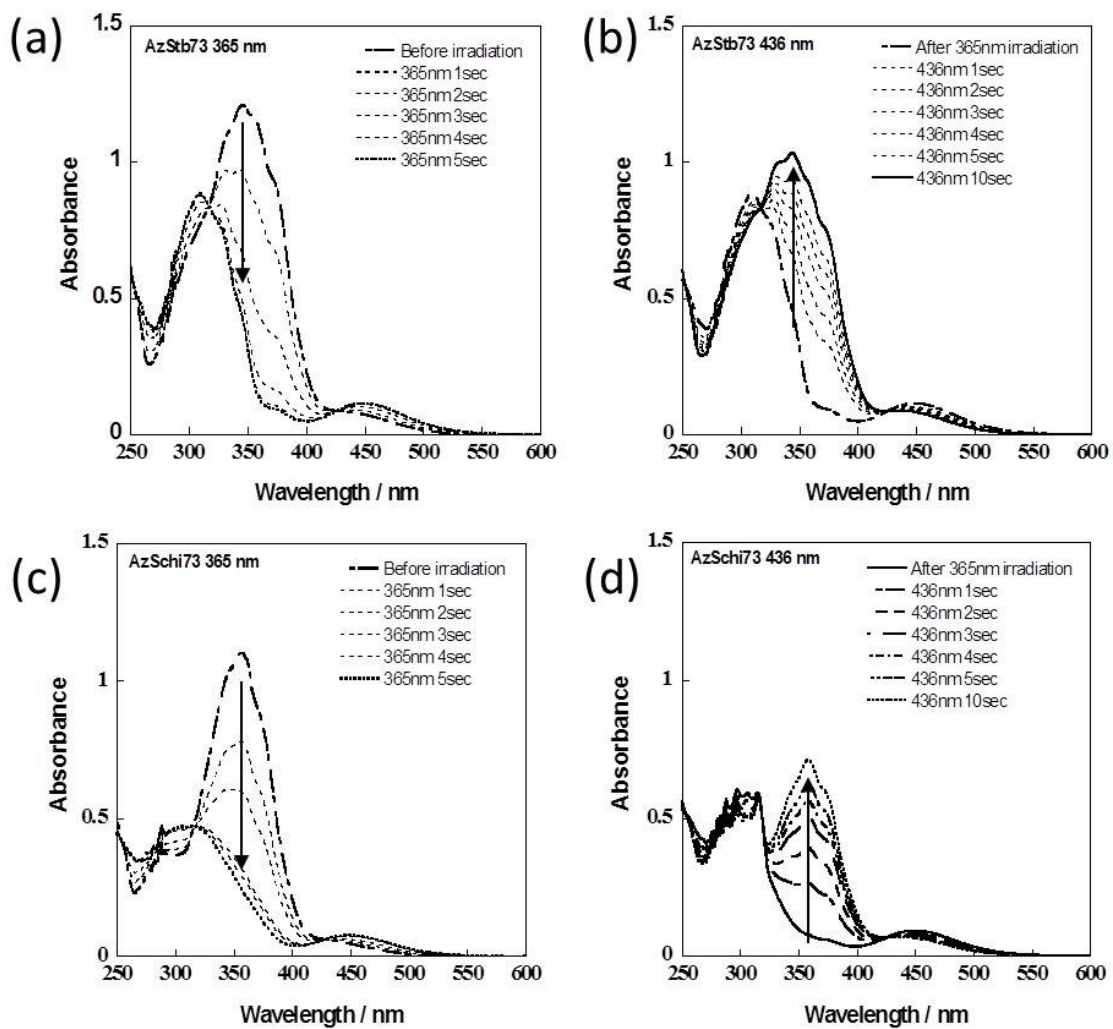 (a)
AzStb73 365 nm
Before irradiation
365nm 1sec
365nm 2sec
365nm 3sec
365nm 4sec
365nm 5sec
1.5
1
0.5
0
Absorbance
250 300 350 400 450 500 550 600
Wavelength / nm
(b)
AzStb73 436 nm
After 365nm irradiation
436nm 1sec
436nm 2sec
436nm 3sec
436nm 4sec
436nm 5sec
436nm 10sec
1.5
1
0.5
0
Absorbance
250 300 350 400 450 500 550 600
Wavelength / nm
(c)
AzSchi73 365 nm
Before irradiation
365nm 1sec
365nm 2sec
365nm 3sec
365nm 4sec
365nm 5sec
1.5
1
0.5
0
Absorbance
250 300 350 400 450 500 550 600
Wavelength / nm
(d)
AzSchi73 436 nm
After 365nm irradiation
436nm 1sec
436nm 2sec
436nm 3sec
436nm 4sec
436nm 5sec
436nm 10sec
1.5
1
0.5
0
Absorbance
250 300 350 400 450 500 550 600
Wavelength / nm